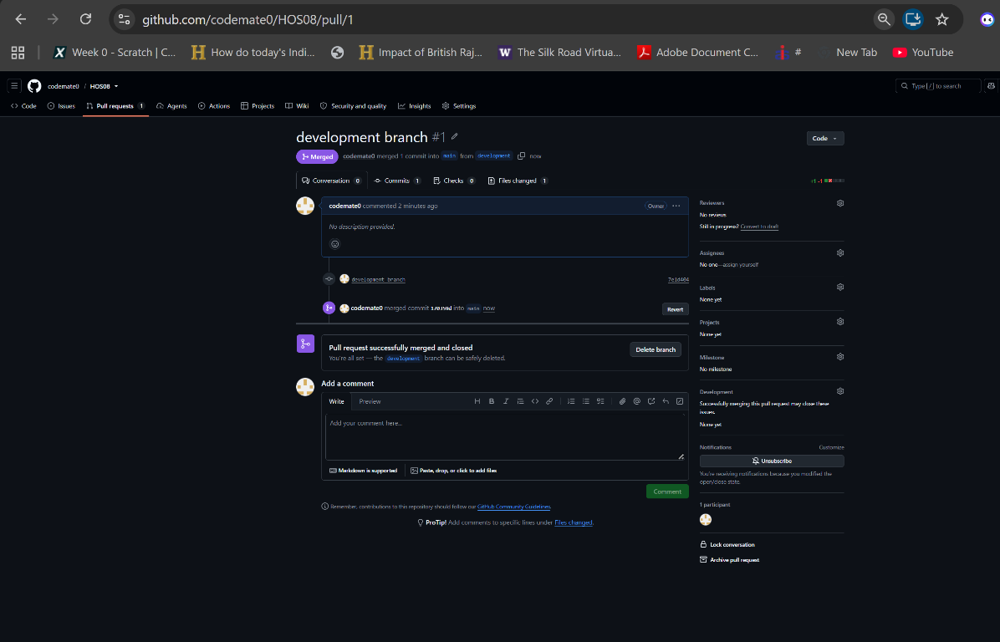 github.com/codemate0/HOS08/pull/1
Week 0 - Scratch | C... How do today's Indi... Impact of British Raj... The Silk Road Virtua... Adobe Document C... # New Tab YouTube
codemate0 / HOS08 Type / to search
Code Issues Pull requests 1 Agents Actions Projects Wiki Security and quality Insights Settings
development branch #1 Code
Merged codemate0 merged 1 commit into main from development now
Conversation 0 Commits 1 Checks 0 Files changed 1 +1 -1
codemate0 commented 2 minutes ago Owner
No description provided.
development branch 7e1d404
codemate0 merged commit into main now Revert
Pull request successfully merged and closed
You're all set — the development branch can be safely deleted.
Delete branch
Add a comment
Write Preview
Add your comment here...
Markdown is supported Paste, drop, or click to add files
Comment
Remember, contributions to this repository should follow our GitHub Community Guidelines.
ProTip! Add comments to specific lines under Files changed.
Reviewers
No reviews
Still in progress? Convert to draft
Assignees
No one—assign yourself
Labels
None yet
Projects
None yet
Milestone
No milestone
Development
Successfully merging this pull request may close these
issues.
None yet
Notifications Customize
Unsubscribe
You're receiving notifications because you modified the
open/close state.
1 participant
Lock conversation
Archive pull request